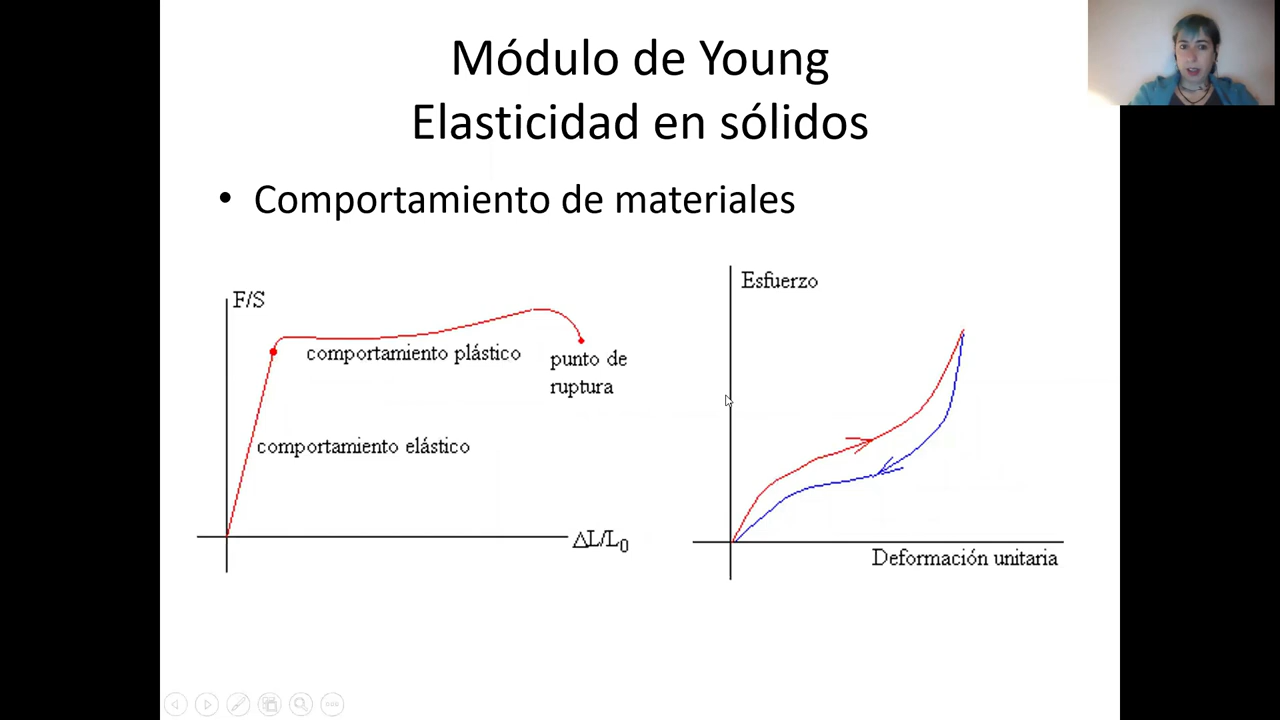 Módulo de Young
Elasticidad en sólidos
• Comportamiento de materiales
F/S
comportamiento plástico
punto de
ruptura
comportamiento elástico
ΔL/L₀
Esfuerzo
Deformación unitaria